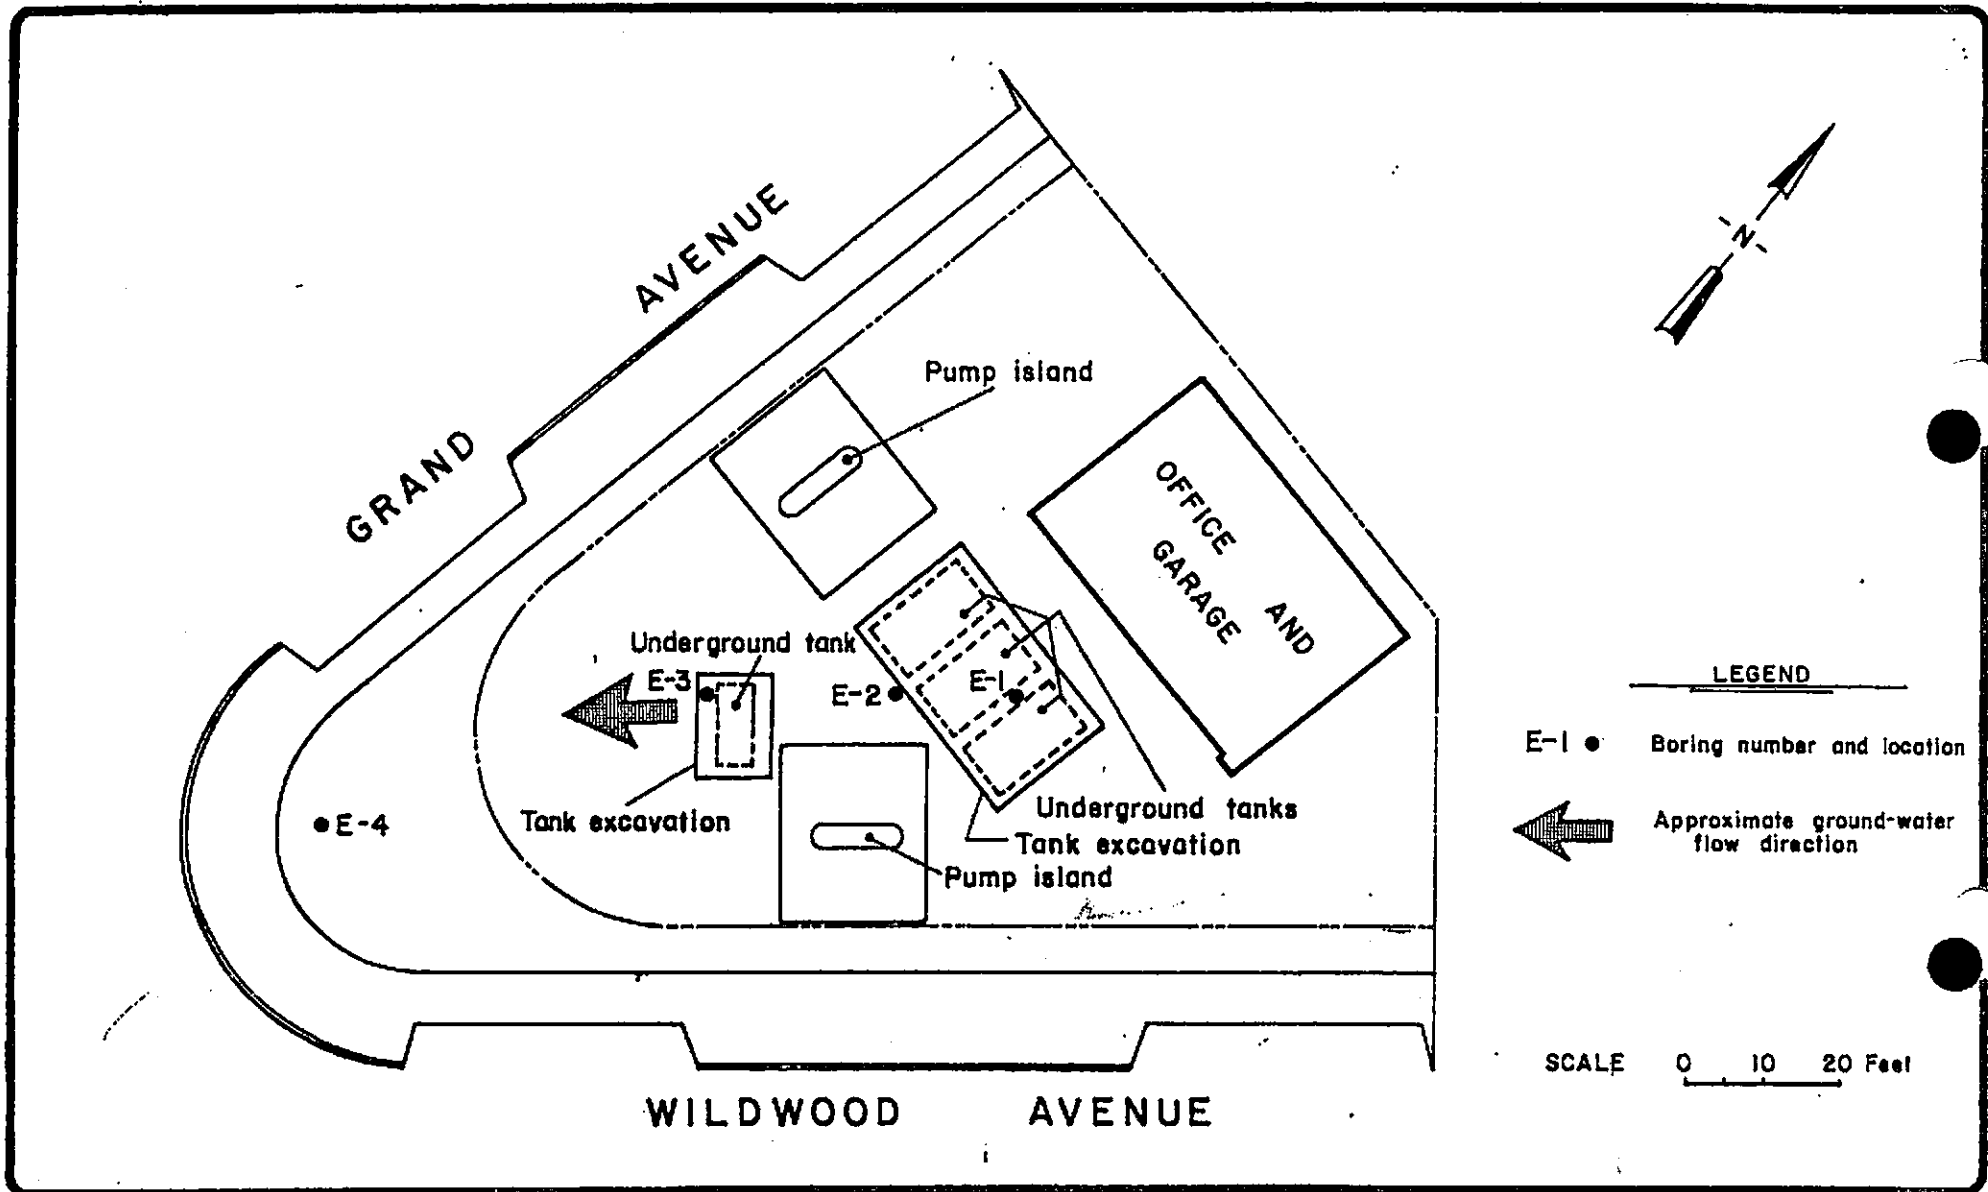 GRAND AVENUE
N
Pump island
OFFICE AND
GARAGE
Underground tank
E-3
E-2
E-1
LEGEND
E-1 Boring number and location
Approximate ground-water
flow direction
Tank excavation
E-4
Underground tanks
Tank excavation
Pump island
SCALE 0 10 20 Feet
WILDWOOD AVENUE